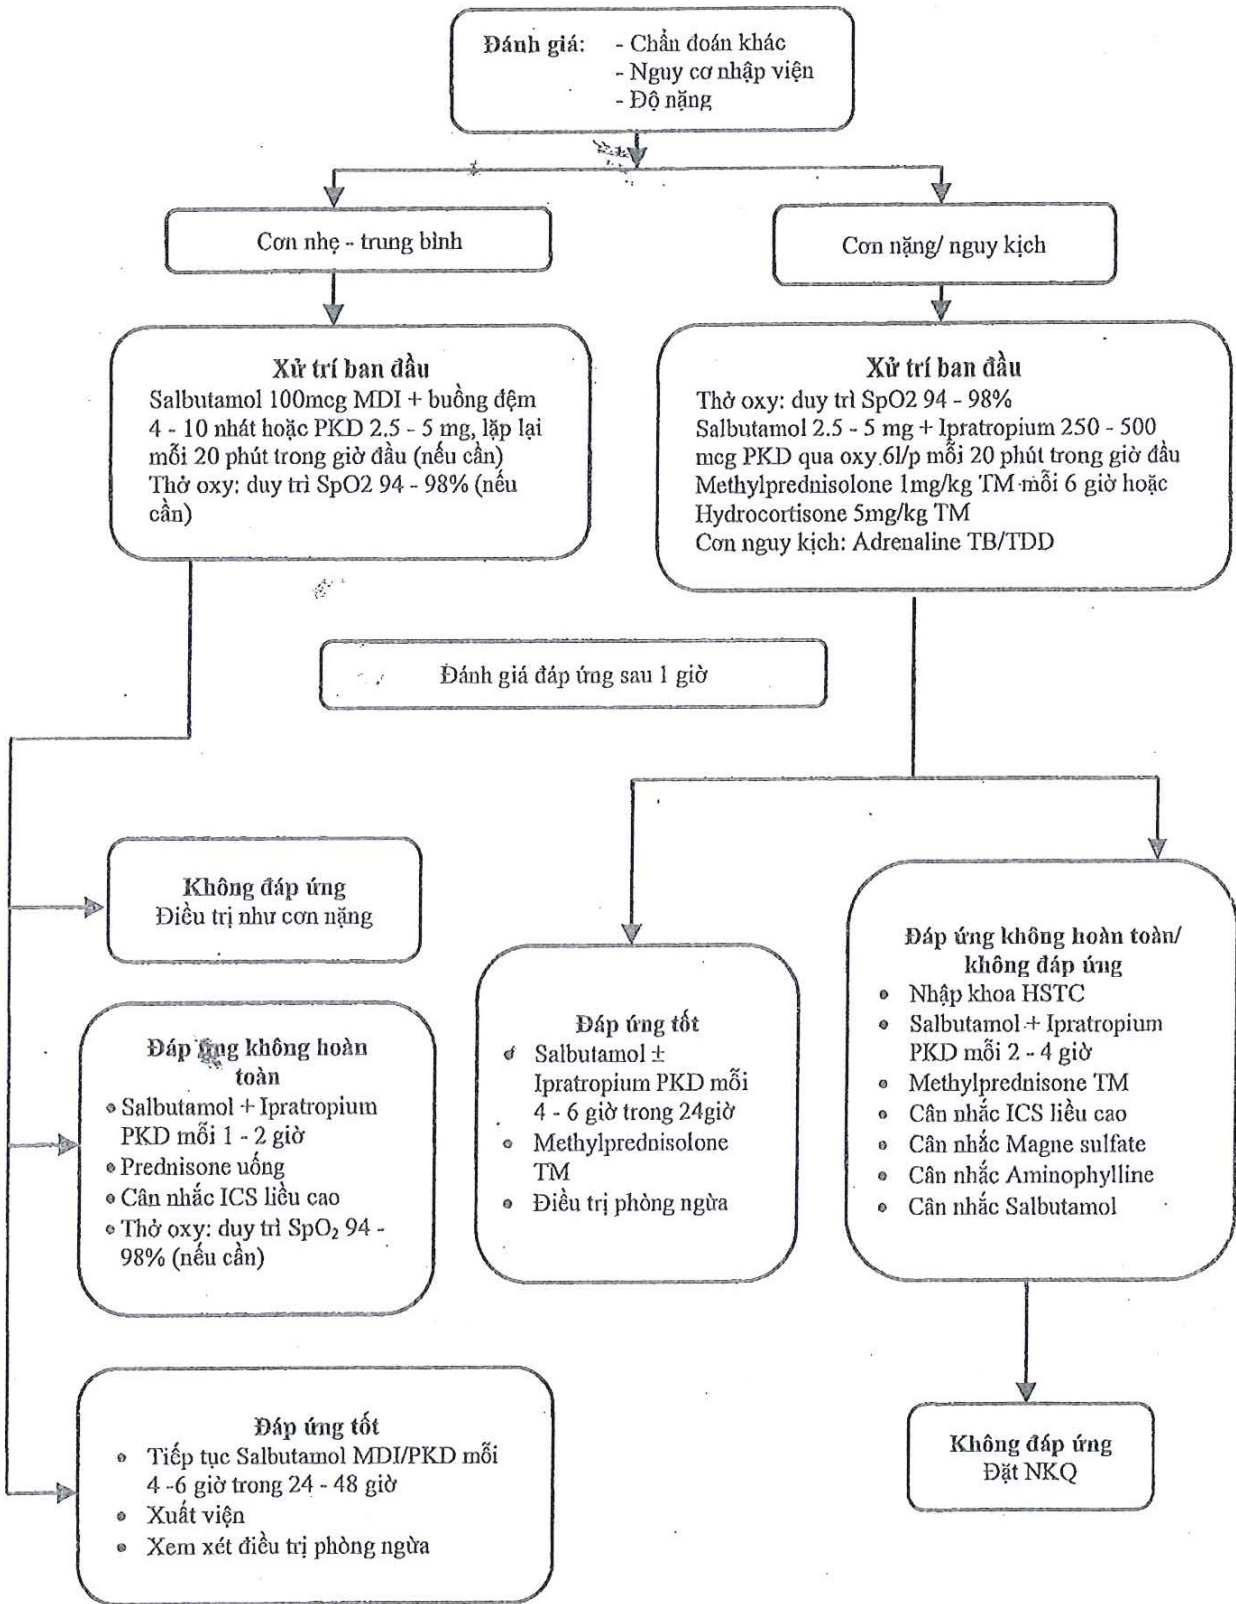 Đánh giá: - Chẩn đoán khác
- Nguy cơ nhập viện
- Độ nặng
Cơn nhẹ - trung bình
Cơn nặng/ nguy kịch
Xử trí ban đầu
Salbutamol 100mcg MDI + buồng đệm
4 - 10 nhát hoặc PKD 2.5 - 5 mg, lặp lại
mỗi 20 phút trong giờ đầu (nếu cần)
Thở oxy: duy trì SpO2 94 - 98% (nếu
cần)
Xử trí ban đầu
Thở oxy: duy trì SpO2 94 - 98%
Salbutamol 2.5 - 5 mg + Ipratropium 250 - 500
mcg PKD qua oxy 6l/p mỗi 20 phút trong giờ đầu
Methylprednisolone 1mg/kg TM mỗi 6 giờ hoặc
Hydrocortisone 5mg/kg TM
Cơn nguy kịch: Adrenaline TB/TDD
Đánh giá đáp ứng sau 1 giờ
Không đáp ứng
Điều trị như cơn nặng
Đáp ứng không hoàn
toàn
• Salbutamol + Ipratropium
PKD mỗi 1 - 2 giờ
• Prednisone uống
• Cân nhắc ICS liều cao
• Thở oxy: duy trì SpO₂ 94 -
98% (nếu cần)
Đáp ứng tốt
• Tiếp tục Salbutamol MDI/PKD mỗi
4 -6 giờ trong 24 - 48 giờ
• Xuất viện
• Xem xét điều trị phòng ngừa
Đáp ứng tốt
• Salbutamol ±
Ipratropium PKD mỗi
4 - 6 giờ trong 24giờ
• Methylprednisolone
TM
• Điều trị phòng ngừa
Đáp ứng không hoàn toàn/
không đáp ứng
• Nhập khoa HSTC
• Salbutamol + Ipratropium
PKD mỗi 2 - 4 giờ
• Methylprednisone TM
• Cân nhắc ICS liều cao
• Cân nhắc Magne sulfate
• Cân nhắc Aminophylline
• Cân nhắc Salbutamol
Không đáp ứng
Đặt NKQ